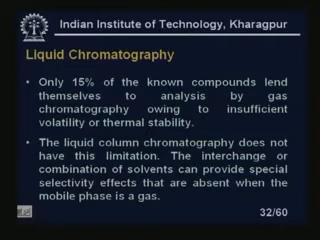 Indian Institute of Technology, Kharagpur
Liquid Chromatography
• Only 15% of the known compounds lend
themselves to analysis by gas
chromatography owing to insufficient
volatility or thermal stability.
• The liquid column chromatography does not
have this limitation. The interchange or
combination of solvents can provide special
selectivity effects that are absent when the
mobile phase is a gas.
32/60